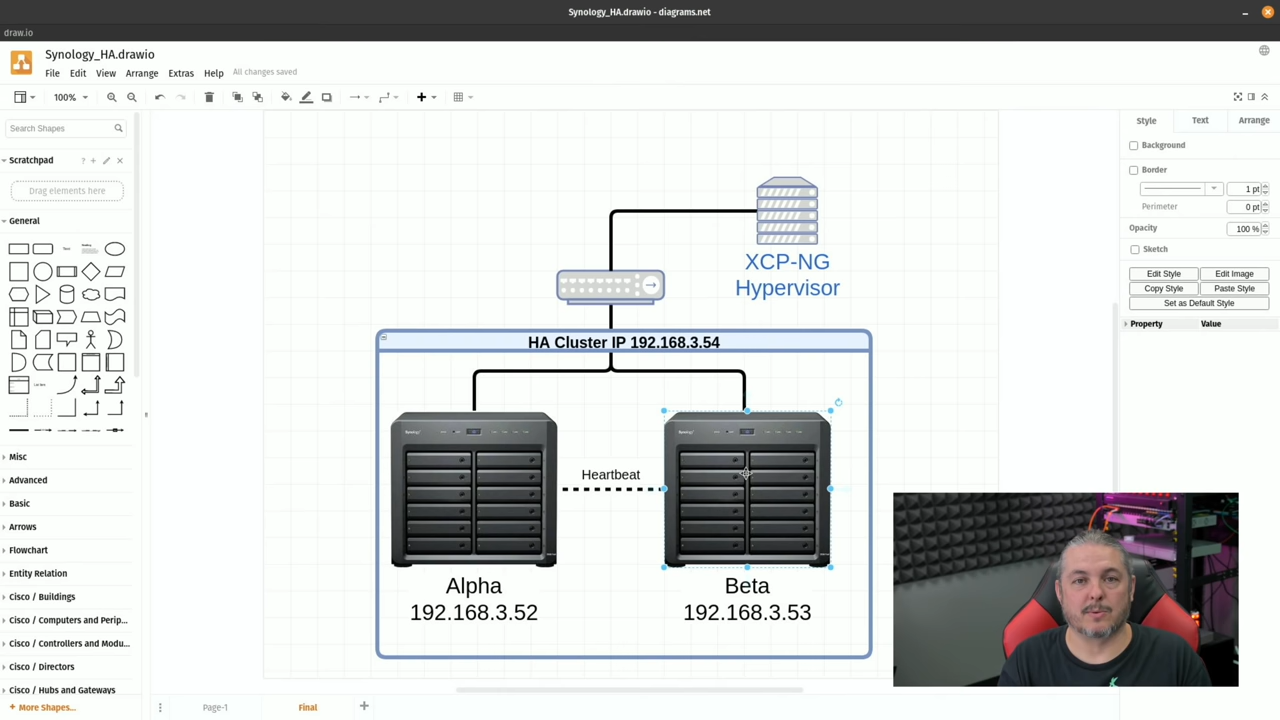 Synology_HA.drawio - diagrams.net
draw.io
Synology_HA.drawio
File Edit View Arrange Extras Help All changes saved
100%
Search Shapes
Scratchpad
Drag elements here
General
Misc
Advanced
Basic
Arrows
Flowchart
Entity Relation
Cisco / Buildings
Cisco / Computers and Perip...
Cisco / Controllers and Modu...
Cisco / Directors
Cisco / Hubs and Gateways
+ More Shapes...
XCP-NG
Hypervisor
HA Cluster IP 192.168.3.54
Synology
Synology
Heartbeat
Alpha
192.168.3.52
Beta
192.168.3.53
Style Text Arrange
Background
Border
1 pt
Perimeter 0 pt
Opacity 100 %
Sketch
Edit Style Edit Image
Copy Style Paste Style
Set as Default Style
Property Value
Page-1 Final